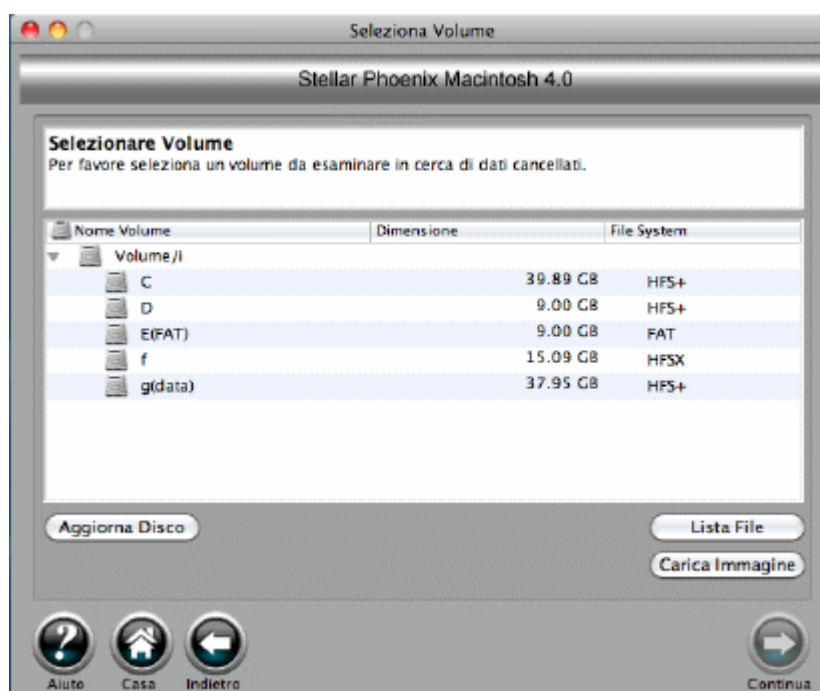 Seleziona Volume
Stellar Phoenix Macintosh 4.0
Selezionare Volume
Per favore seleziona un volume da esaminare in cerca di dati cancellati.
Nome Volume Dimensione File System
Volume/i
C 39.89 GB HFS+
D 9.00 GB HFS+
E(FAT) 9.00 GB FAT
f 15.09 GB HFSX
g(data) 37.95 GB HFS+
Aggiorna Disco Lista File
Carica Immagine
Aiuto Casa Indietro Continua